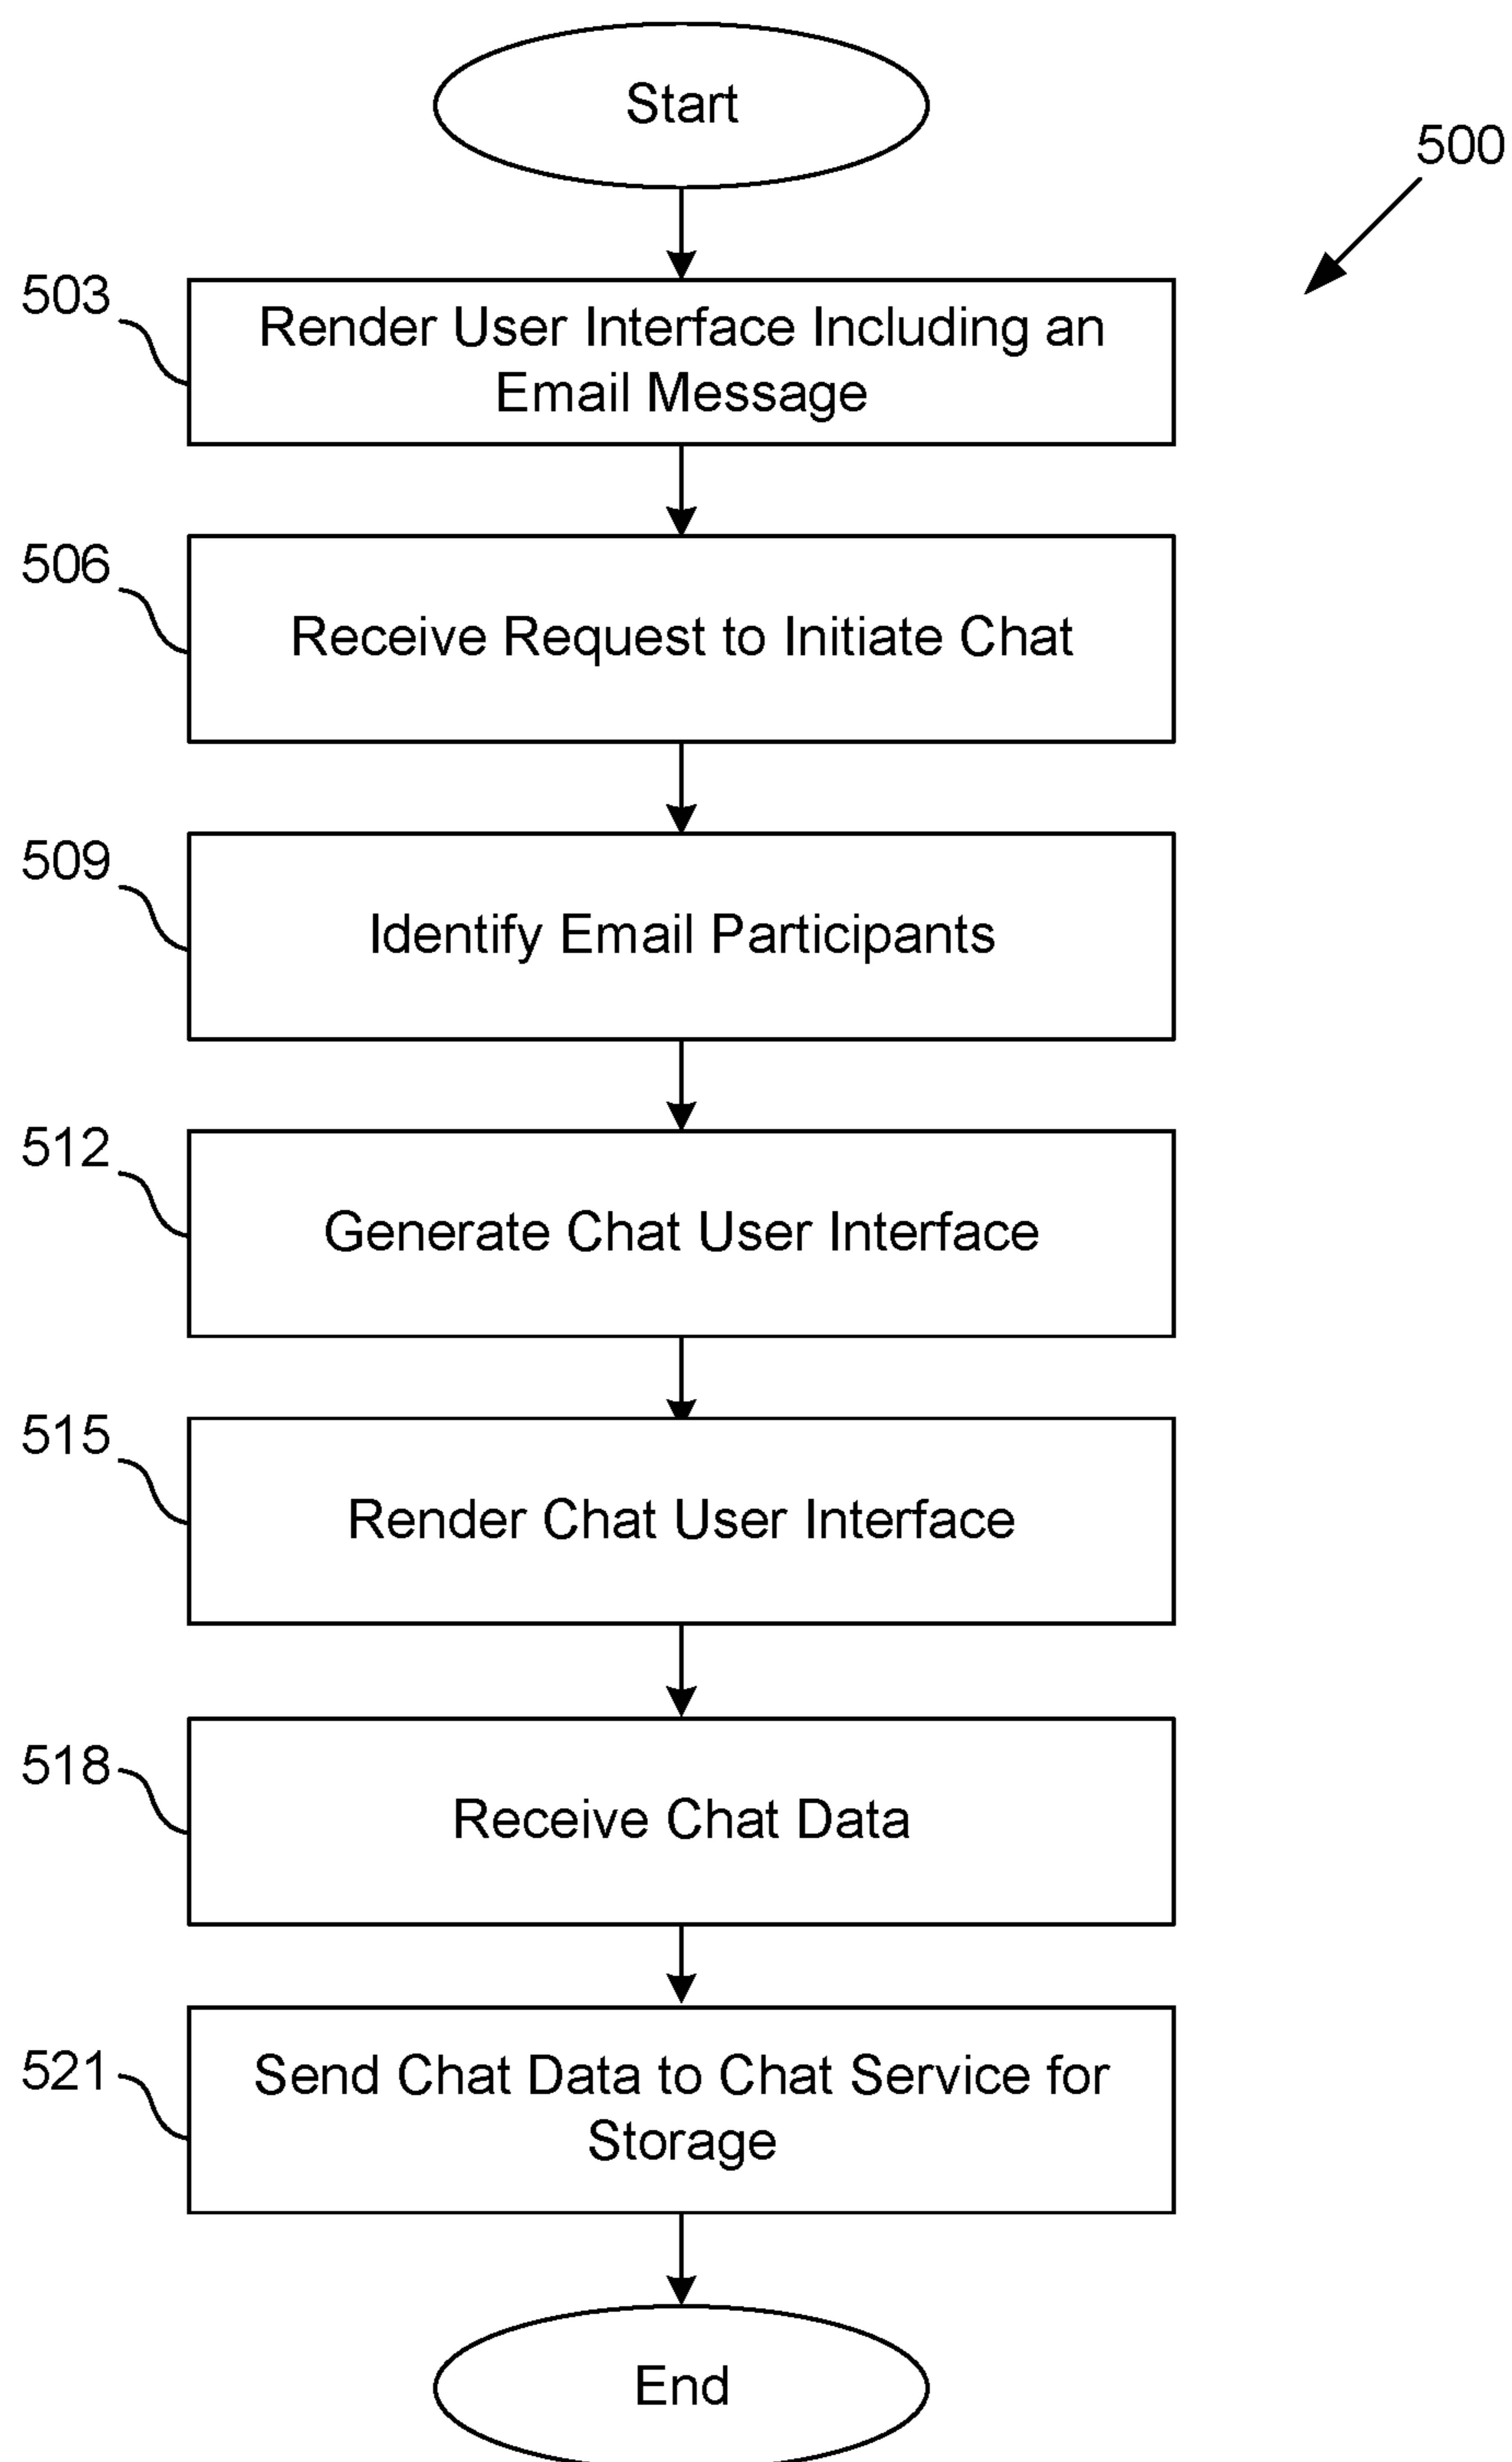 Start
500
503
Render User Interface Including an
Email Message
506
Receive Request to Initiate Chat
509
Identify Email Participants
512
Generate Chat User Interface
515
Render Chat User Interface
518
Receive Chat Data
521
Send Chat Data to Chat Service for
Storage
End